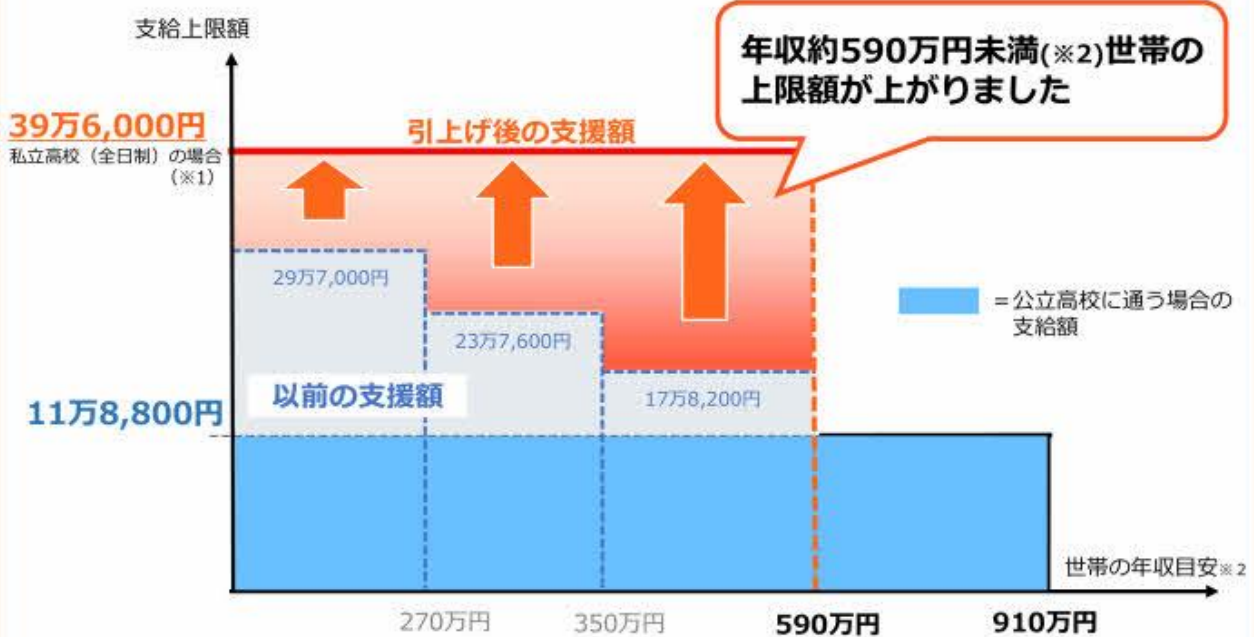 支給上限額
年収約590万円未満(※2)世帯の
上限額が上がりました
39万6,000円
私立高校（全日制）の場合
（※1）
引上げ後の支援額
29万7,000円
23万7,600円
17万8,200円
以前の支援額
11万8,800円
＝公立高校に通う場合の
支給額
世帯の年収目安※2
270万円
350万円
590万円
910万円